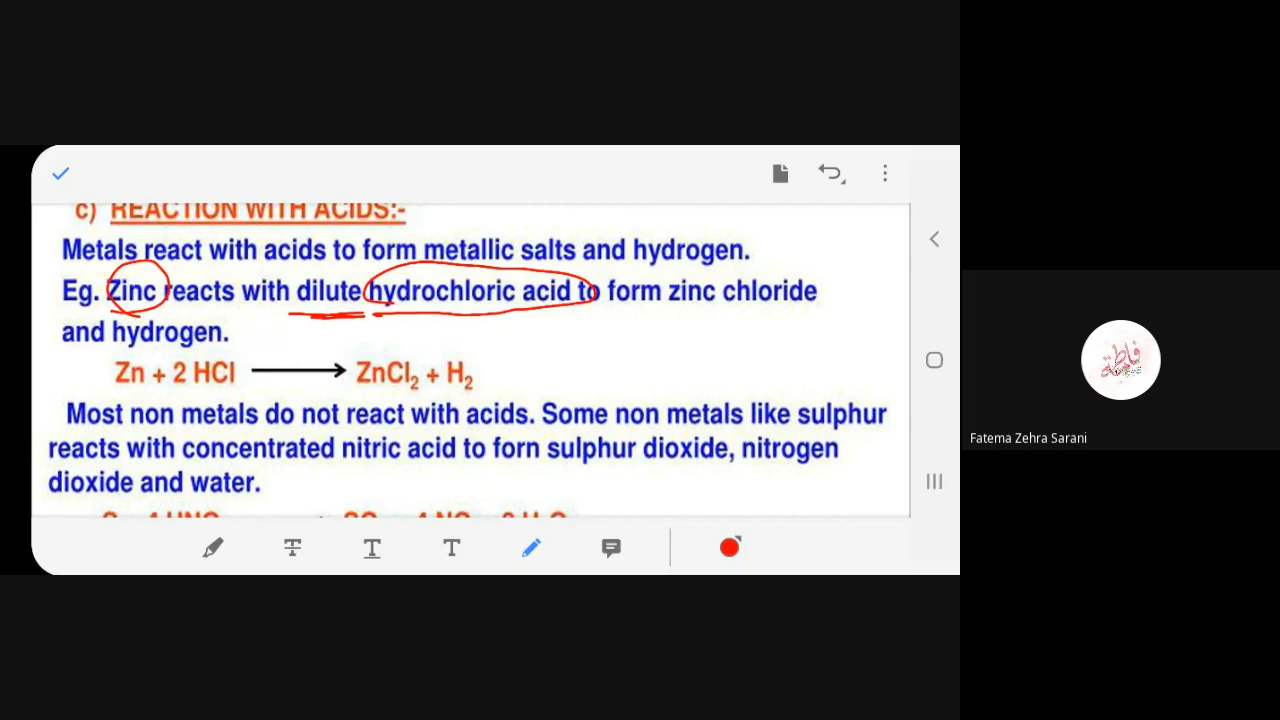 c) REACTION WITH ACIDS:-
Metals react with acids to form metallic salts and hydrogen.
Eg. Zinc reacts with dilute hydrochloric acid to form zinc chloride
and hydrogen.
Zn + 2 HCl ⟶ ZnCl₂ + H₂
Most non metals do not react with acids. Some non metals like sulphur
reacts with concentrated nitric acid to forn sulphur dioxide, nitrogen
dioxide and water.
T T T
فاطمة
Fatema Zehra Sarani